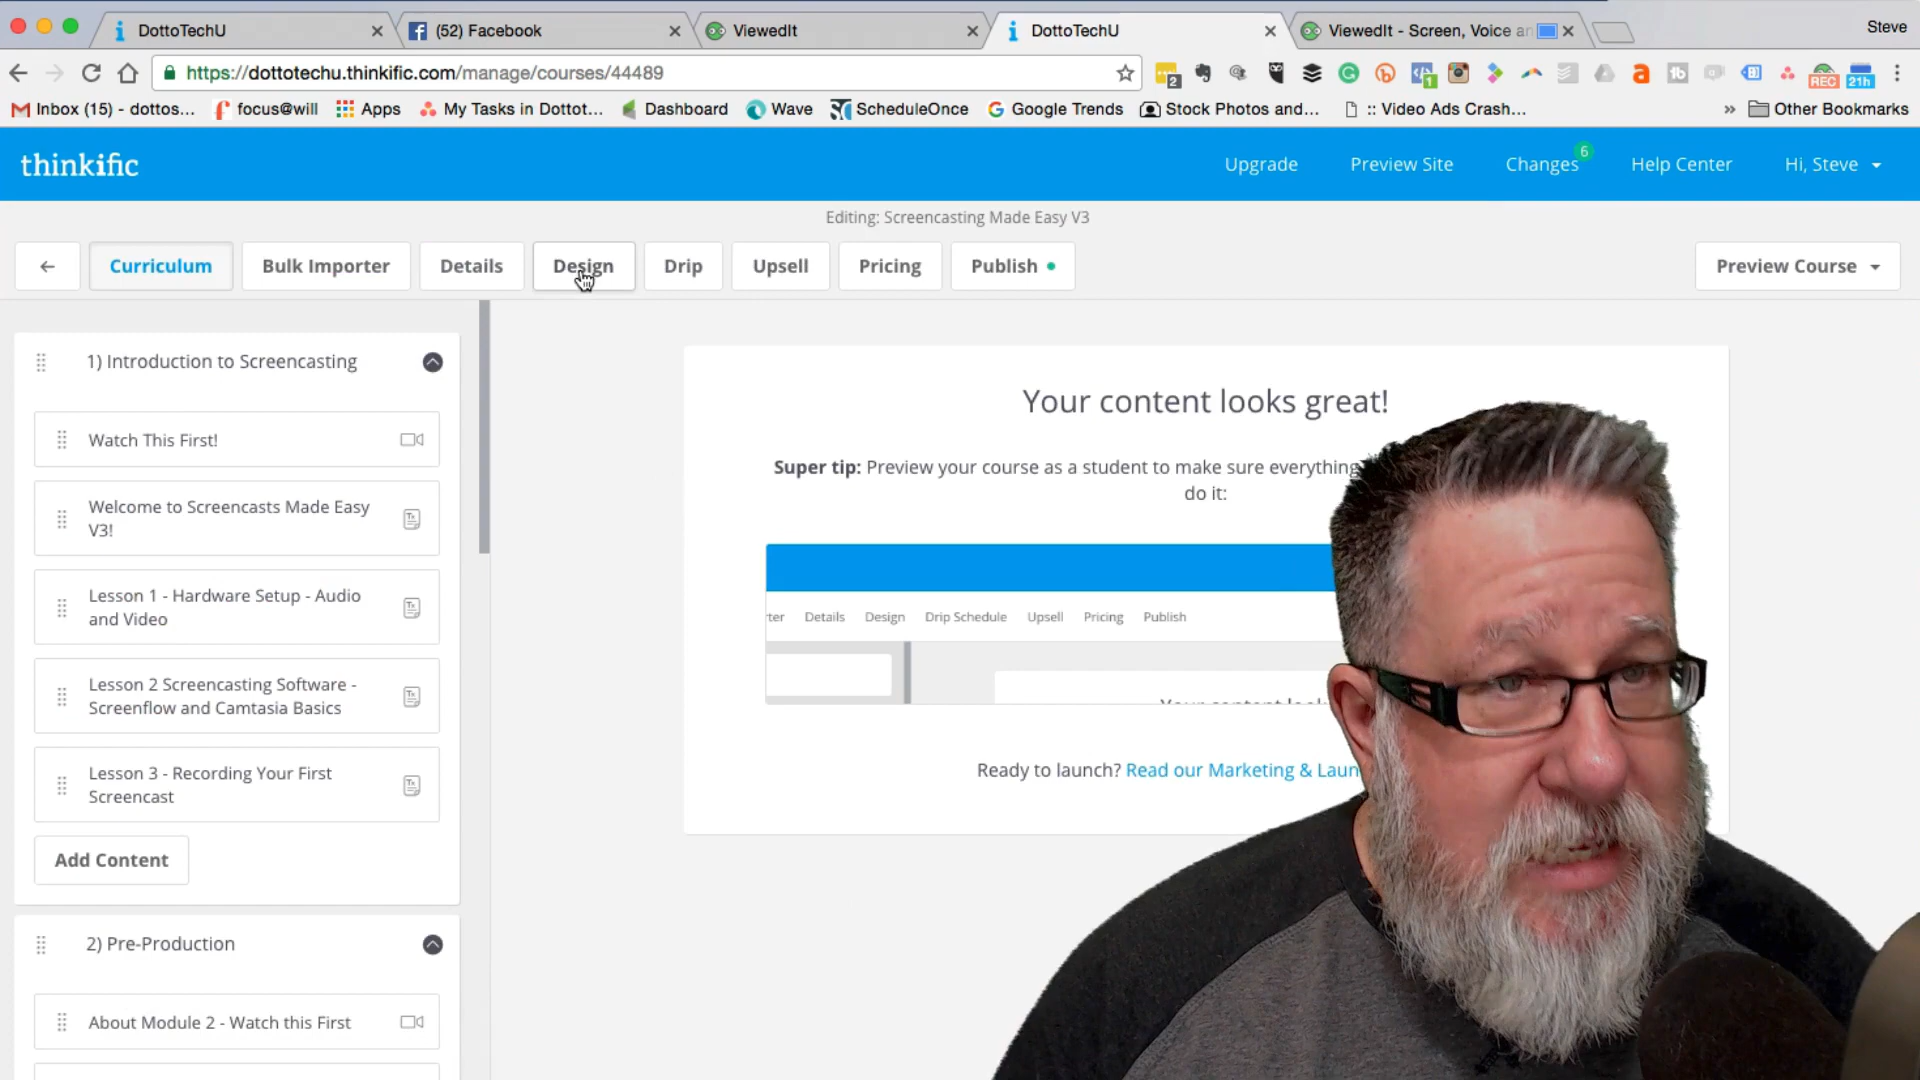 DottoTechU
(52) Facebook
ViewedIt
DottoTechU
ViewedIt - Screen, Voice an
Steve
https://dottotechu.thinkific.com/manage/courses/44489
2
1
REC
21h
Inbox (15) - dottos...
focus@will
Apps
My Tasks in Dottot...
Dashboard
Wave
ScheduleOnce
Google Trends
Stock Photos and...
:: Video Ads Crash...
»
Other Bookmarks
thinkific
Upgrade
Preview Site
Changes
6
Help Center
Hi, Steve
Editing: Screencasting Made Easy V3
Curriculum
Bulk Importer
Details
Design
Drip
Upsell
Pricing
Publish
Preview Course
1) Introduction to Screencasting
Watch This First!
Welcome to Screencasts Made Easy
V3!
Lesson 1 - Hardware Setup - Audio
and Video
Lesson 2 Screencasting Software -
Screenflow and Camtasia Basics
Lesson 3 - Recording Your First
Screencast
Add Content
2) Pre-Production
About Module 2 - Watch this First
Your content looks great!
Super tip: Preview your course as a student to make sure everything
do it:
rter
Details
Design
Drip Schedule
Upsell
Pricing
Publish
Ready to launch? Read our Marketing & Laun